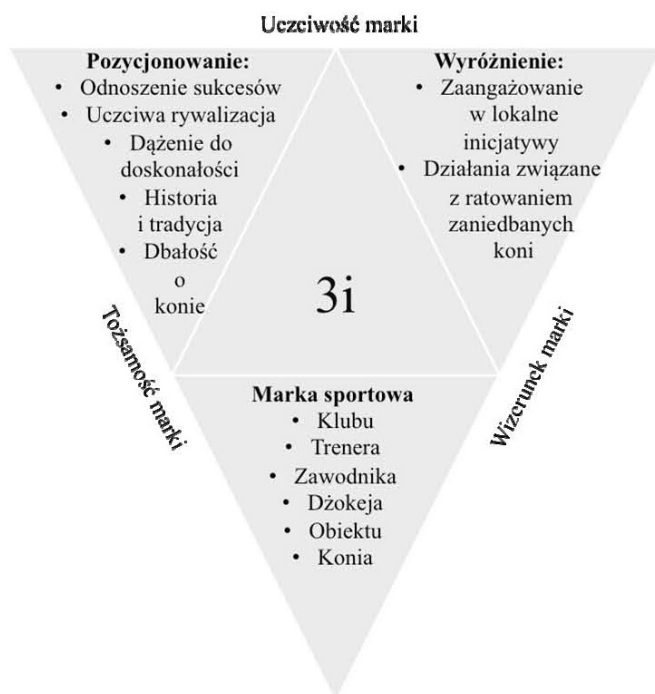 Uczciwość marki
Pozycjonowanie:
• Odnoszenie sukcesów
• Uczciwa rywalizacja
• Dążenie do
doskonałości
• Historia
i tradycja
• Dbałość
o
konie
Wyróżnienie:
• Zaangażowanie
w lokalne
inicjatywy
• Działania związane
z ratowaniem
zaniedbanych
koni
3i
Tożsamość marki
Wizerunek marki
Marka sportowa
• Klubu
• Trenera
• Zawodnika
• Dżokeja
• Obiektu
• Konia